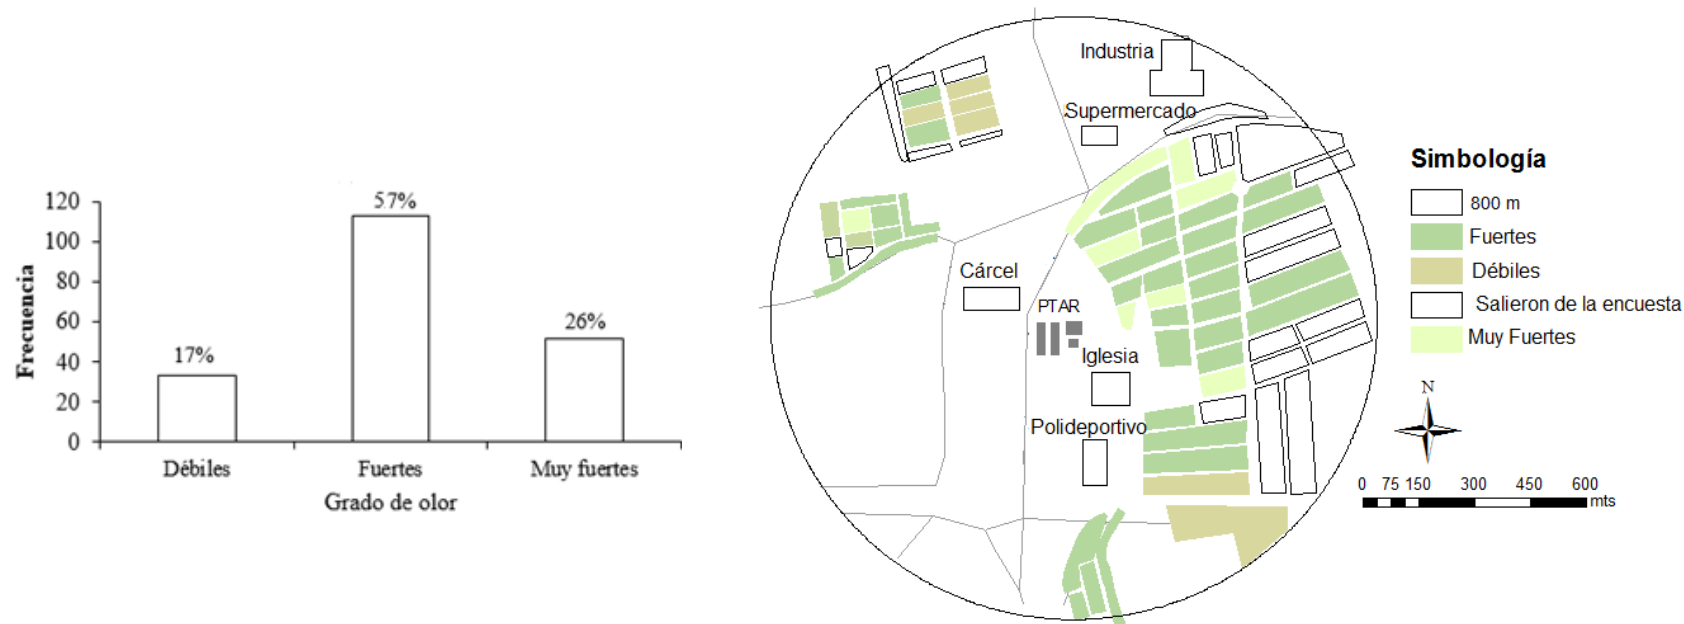 120
100
80
60
40
20
0
Frecuencia
17%
57%
26%
Débiles
Fuertes
Muy fuertes
Grado de olor
Industria
Supermercado
Cárcel
PTAR
Iglesia
Polideportivo
Simbología
800 m
Fuertes
Débiles
Salieron de la encuesta
Muy Fuertes
N
0 75 150 300 450 600
mts